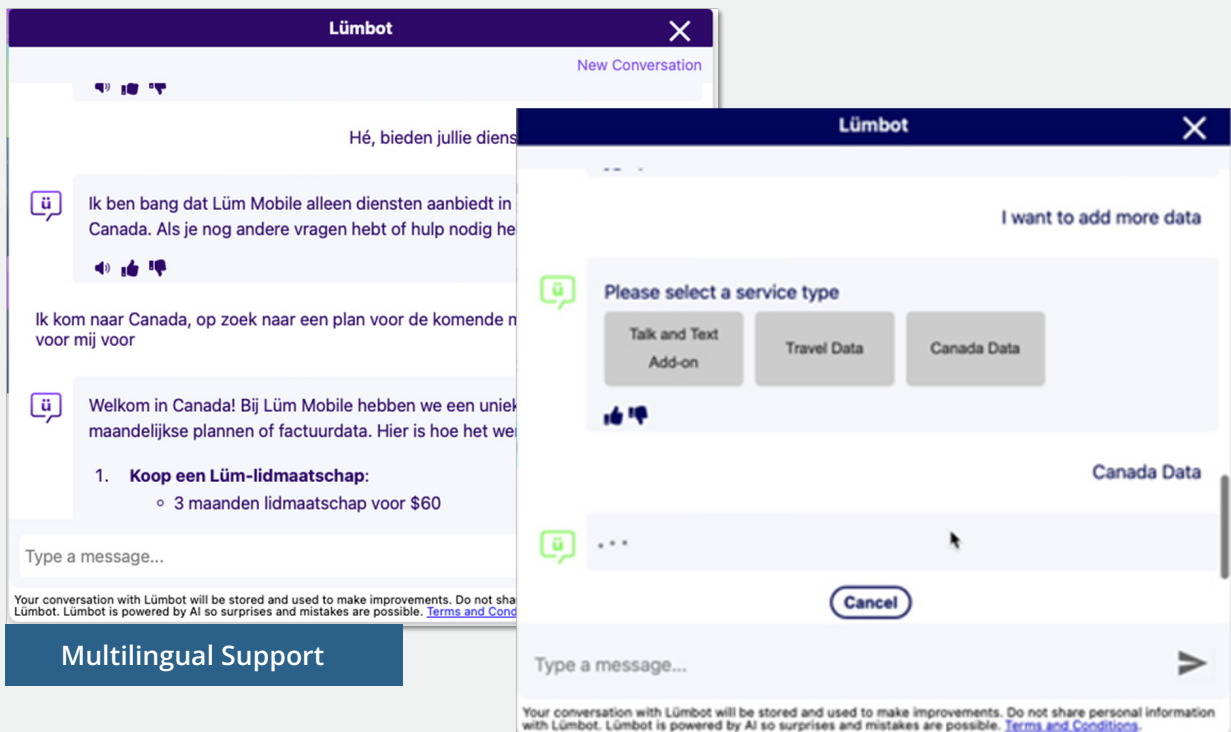 Lümbot
New Conversation
Hé, bieden jullie diens
Ik ben bang dat Lüm Mobile alleen diensten aanbiedt in
Canada. Als je nog andere vragen hebt of hulp nodig he
Ik kom naar Canada, op zoek naar een plan voor de komende
voor mij voor
Welkom in Canada! Bij Lüm Mobile hebben we een uniek
maandelijkse plannen of factuurdata. Hier is hoe het we
1. Koop een Lüm-lidmaatschap:
3 maanden lidmaatschap voor $60
Type a message...
Your conversation with Lümbot will be stored and used to make improvements. Do not sha
Lümbot. Lümbot is powered by AI so surprises and mistakes are possible. Terms and Cond
Multilingual Support
Lümbot
I want to add more data
ü
Please select a service type
Talk and Text
Add-on
Travel Data
Canada Data
Canada Data
ü
...
Cancel
Type a message...
Your conversation with Lümbot will be stored and used to make improvements. Do not share personal information
with Lümbot. Lümbot is powered by AI so surprises and mistakes are possible. Terms and Conditions.